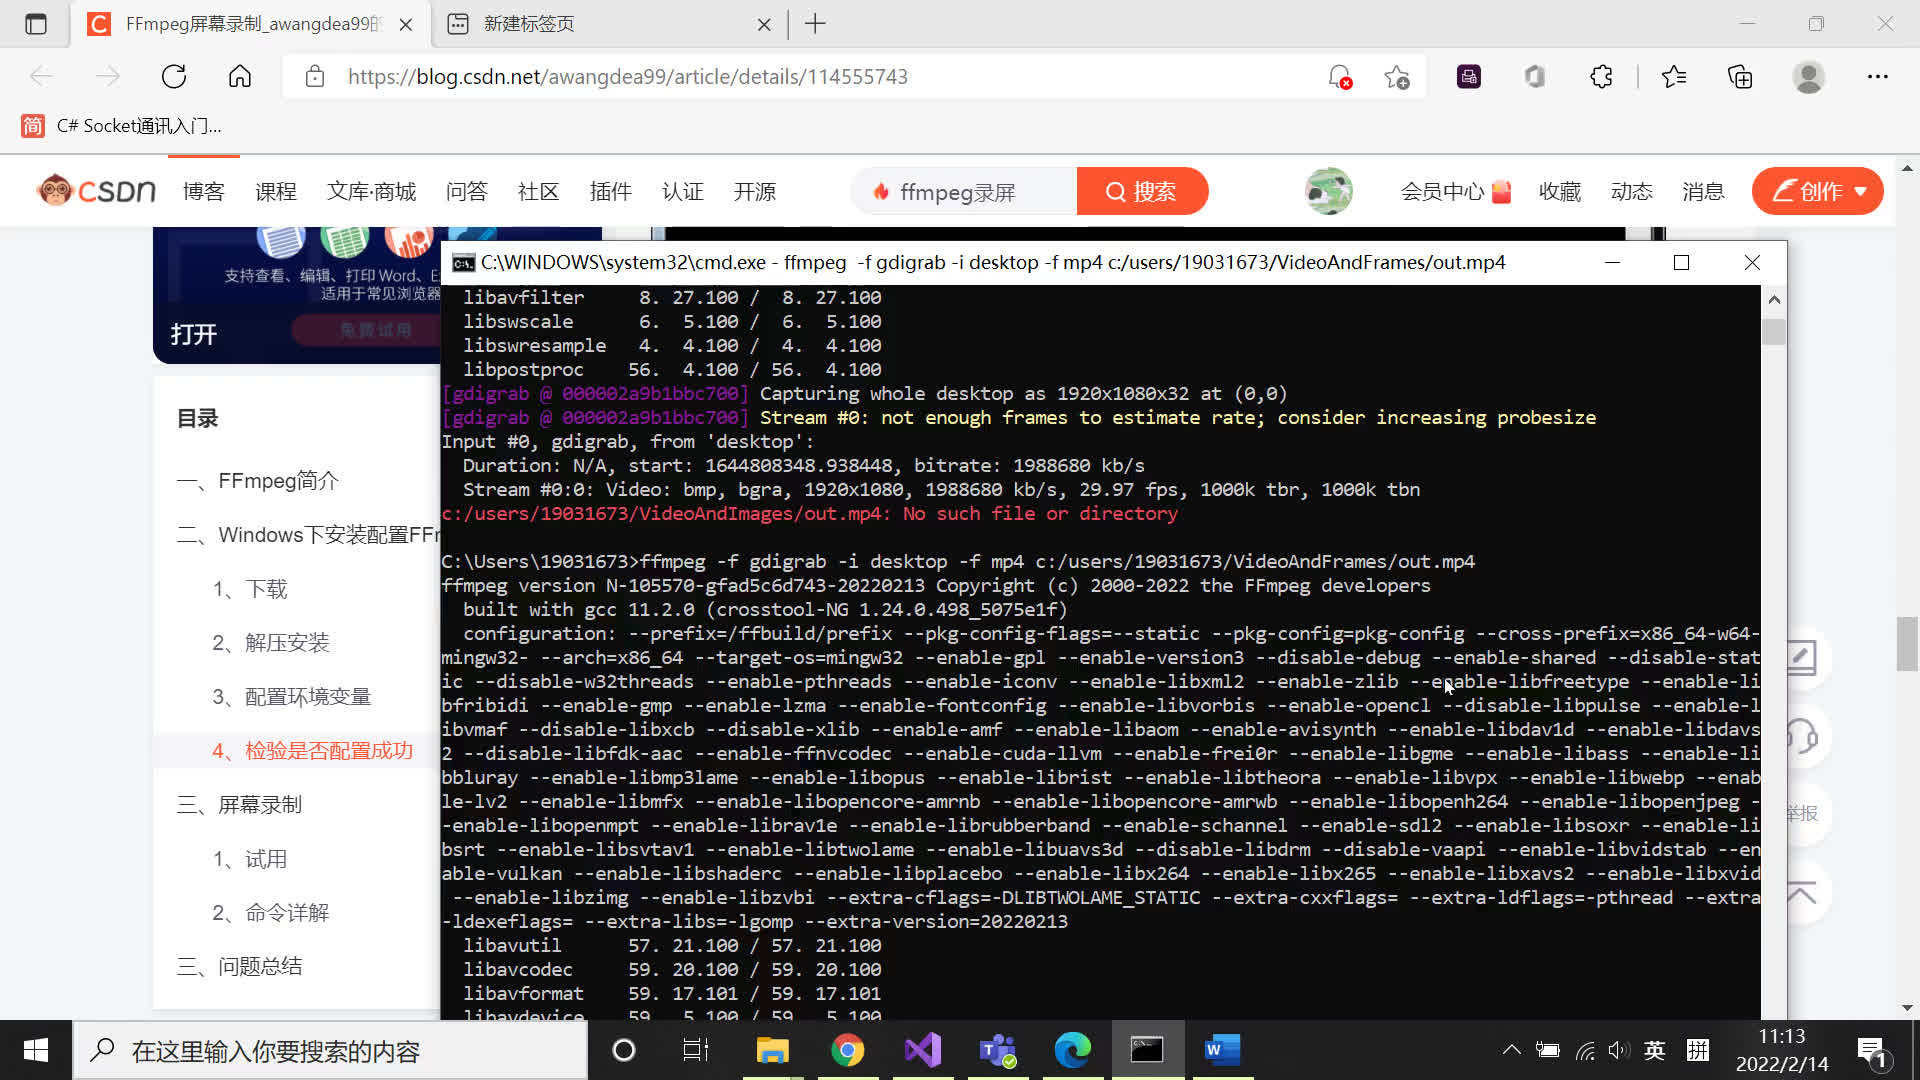 FFmpeg屏幕录制_awangdea99的
新建标签页
https://blog.csdn.net/awangdea99/article/details/114555743
简 C# Socket通讯入门...
CSDN 博客 课程 文库·商城 问答 社区 插件 认证 开源 ffmpeg录屏 搜索 会员中心 收藏 动态 消息 创作
支持查看、编辑、打印 Word、Ex
适用于常见浏览器
打开 免费试用
目录
一、FFmpeg简介
二、Windows下安装配置FFm
1、下载
2、解压安装
3、配置环境变量
4、检验是否配置成功
三、屏幕录制
1、试用
2、命令详解
三、问题总结
C:\WINDOWS\system32\cmd.exe - ffmpeg  -f gdigrab -i desktop -f mp4 c:/users/19031673/VideoAndFrames/out.mp4
libavfilter     8. 27.100 /  8. 27.100
libswscale      6.  5.100 /  6.  5.100
libswresample   4.  4.100 /  4.  4.100
libpostproc    56.  4.100 / 56.  4.100
[gdigrab @ 000002a9b1bbc700] Capturing whole desktop as 1920x1080x32 at (0,0)
[gdigrab @ 000002a9b1bbc700] Stream #0: not enough frames to estimate rate; consider increasing probesize
Input #0, gdigrab, from 'desktop':
Duration: N/A, start: 1644808348.938448, bitrate: 1988680 kb/s
Stream #0:0: Video: bmp, bgra, 1920x1080, 1988680 kb/s, 29.97 fps, 1000k tbr, 1000k tbn
c:/users/19031673/VideoAndImages/out.mp4: No such file or directory
C:\Users\19031673>ffmpeg -f gdigrab -i desktop -f mp4 c:/users/19031673/VideoAndFrames/out.mp4
ffmpeg version N-105570-gfad5c6d743-20220213 Copyright (c) 2000-2022 the FFmpeg developers
built with gcc 11.2.0 (crosstool-NG 1.24.0.498_5075e1f)
configuration: --prefix=/ffbuild/prefix --pkg-config-flags=--static --pkg-config=pkg-config --cross-prefix=x86_64-w64-
mingw32- --arch=x86_64 --target-os=mingw32 --enable-gpl --enable-version3 --disable-debug --enable-shared --disable-stat
ic --disable-w32threads --enable-pthreads --enable-iconv --enable-libxml2 --enable-zlib --enable-libfreetype --enable-li
bfribidi --enable-gmp --enable-lzma --enable-fontconfig --enable-libvorbis --enable-opencl --disable-libpulse --enable-l
ibvmaf --disable-libxcb --disable-xlib --enable-amf --enable-libaom --enable-avisynth --enable-libdav1d --enable-libdavs
2 --disable-libfdk-aac --enable-ffnvcodec --enable-cuda-llvm --enable-frei0r --enable-libgme --enable-libass --enable-li
bbluray --enable-libmp3lame --enable-libopus --enable-librist --enable-libtheora --enable-libvpx --enable-libwebp --enab
le-lv2 --enable-libmfx --enable-libopencore-amrnb --enable-libopencore-amrwb --enable-libopenh264 --enable-libopenjpeg -
-enable-libopenmpt --enable-librav1e --enable-librubberband --enable-schannel --enable-sdl2 --enable-libsoxr --enable-li
bsrt --enable-libsvtav1 --enable-libtwolame --enable-libuavs3d --disable-libdrm --disable-vaapi --enable-libvidstab --en
able-vulkan --enable-libshaderc --enable-libplacebo --enable-libx264 --enable-libx265 --enable-libxavs2 --enable-libxvid
--enable-libzimg --enable-libzvbi --extra-cflags=-DLIBTWOLAME_STATIC --extra-cxxflags= --extra-ldflags=-pthread --extra
-ldexeflags= --extra-libs=-lgomp --extra-version=20220213
libavutil      57. 21.100 / 57. 21.100
libavcodec     59. 20.100 / 59. 20.100
libavformat    59. 17.101 / 59. 17.101
libavdevice    59.  5.100 / 59.  5.100
举报
在这里输入你要搜索的内容
英 拼
11:13
2022/2/14
1